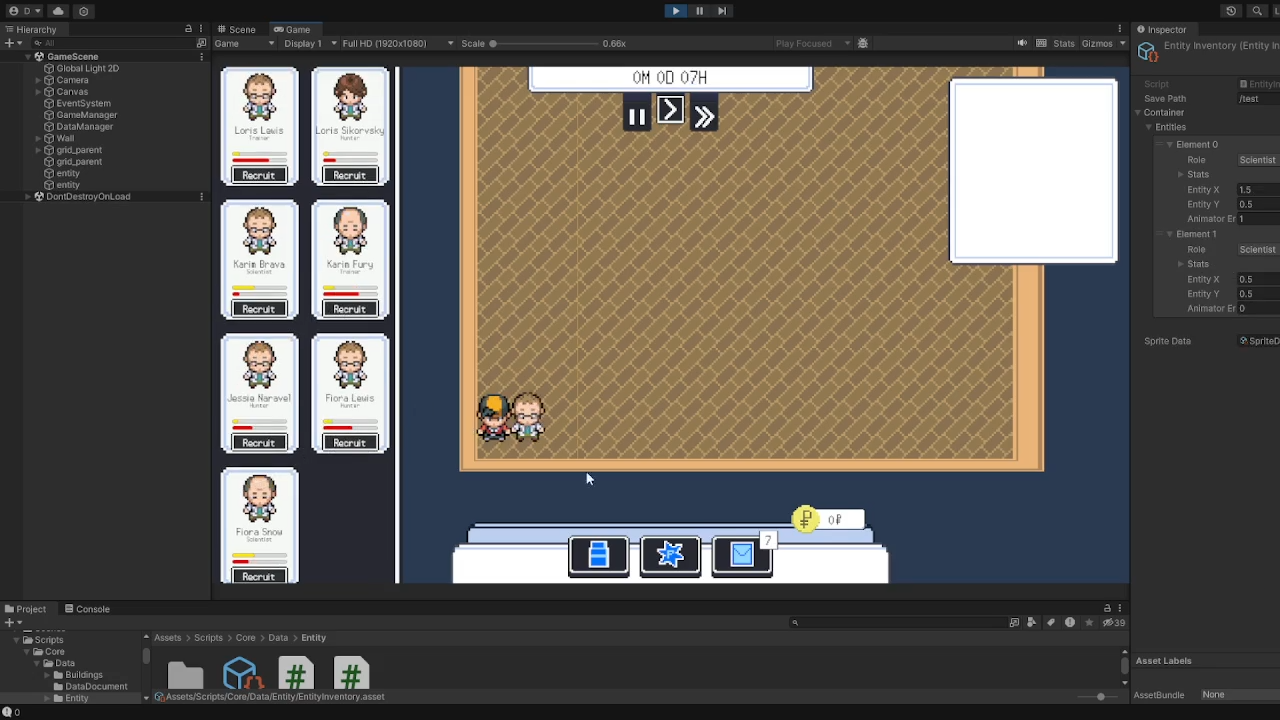 D
Hierarchy
All
GameScene
Global Light 2D
Camera
Canvas
EventSystem
GameManager
DataManager
Wall
grid_parent
grid_parent
entity
entity
DontDestroyOnLoad
Scene
Game
Game
Display 1
Full HD (1920x1080)
Scale
0.66x
Play Focused
Stats
Gizmos
Loris Lewis
Trainer
Recruit
Loris Sikorvsky
Hunter
Recruit
Karim Brava
Scientist
Recruit
Karim Fury
Trainer
Recruit
Jessie Naravel
Hunter
Recruit
Fiora Lewis
Hunter
Recruit
Fiora Snow
Scientist
Recruit
0M 0D 07H
0₽
7
Inspector
Entity Inventory (Entity In
Script
EntityIn
Save Path
/test
Container
Entities
Element 0
Role
Scientist
Stats
Entity X
1.5
Entity Y
0.5
Animator Er
1
Element 1
Role
Scientist
Stats
Entity X
0.5
Entity Y
0.5
Animator Er
0
Sprite Data
SpriteD
Project
Console
39
Scripts
Core
Data
Buildings
DataDocument
Entity
Assets > Scripts > Core > Data > Entity
Assets/Scripts/Core/Data/Entity/EntityInventory.asset
Asset Labels
AssetBundle
None
0